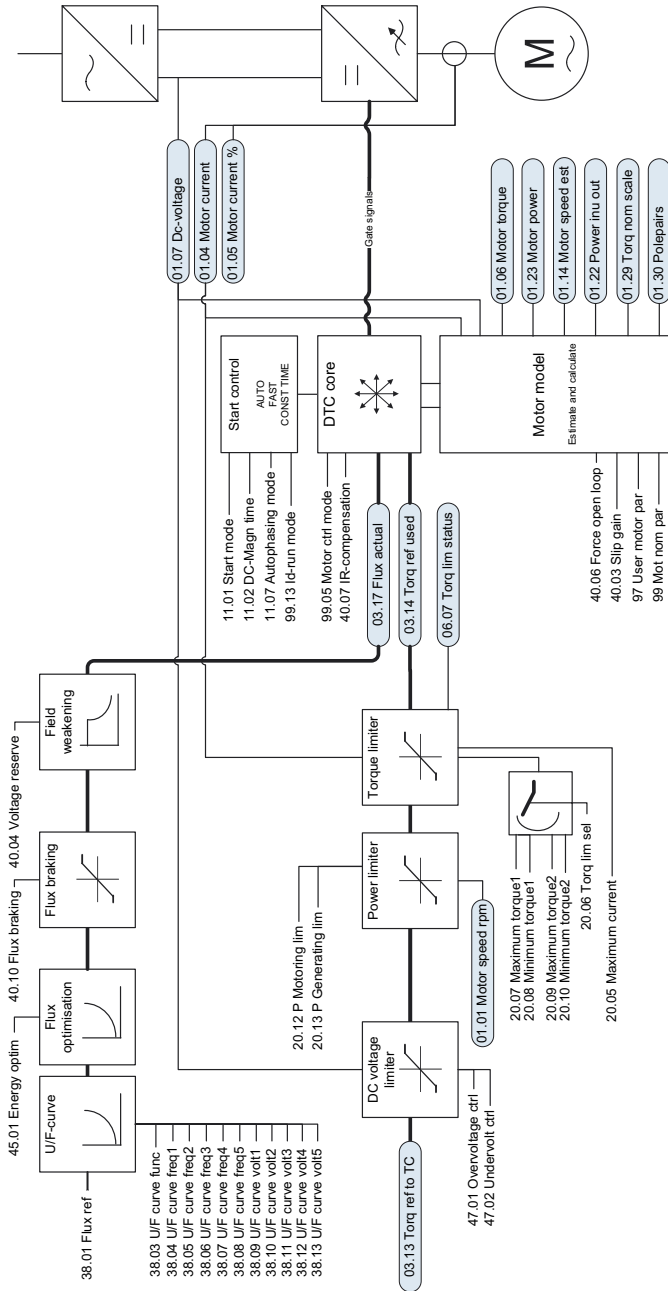 38.01 Flux ref
U/F-curve
38.03 U/F curve func
38.04 U/F curve freq1
38.05 U/F curve freq2
38.06 U/F curve freq3
38.07 U/F curve freq4
38.08 U/F curve freq5
38.09 U/F curve volt1
38.10 U/F curve volt2
38.11 U/F curve volt3
38.12 U/F curve volt4
38.13 U/F curve volt5
45.01 Energy optim
Flux
optimisation
40.10 Flux braking
Flux braking
40.04 Voltage reserve
Field
weakening
03.13 Torq ref to TC
DC voltage
limiter
47.01 Overvoltage ctrl
47.02 Undervolt ctrl
20.12 P Motoring lim
20.13 P Generating lim
Power limiter
01.01 Motor speed rpm
Torque limiter
20.07 Maximum torque1
20.08 Minimum torque1
20.09 Maximum torque2
20.10 Minimum torque2
20.06 Torq lim sel
20.05 Maximum current
03.17 Flux actual
03.14 Torq ref used
06.07 Torq lim status
11.01 Start mode
11.02 DC-Magn time
11.07 Autophasing mode
99.13 Id-run mode
Start control
AUTO
FAST
CONST TIME
99.05 Motor ctrl mode
40.07 IR-compensation
DTC core
40.06 Force open loop
40.03 Slip gain
97 User motor par
99 Mot nom par
Motor model
Estimate and calculate
01.07 Dc-voltage
01.04 Motor current
01.05 Motor current %
Gate signals
01.06 Motor torque
01.23 Motor power
01.14 Motor speed est
01.22 Power inu out
01.29 Torq nom scale
01.30 Polepairs
M